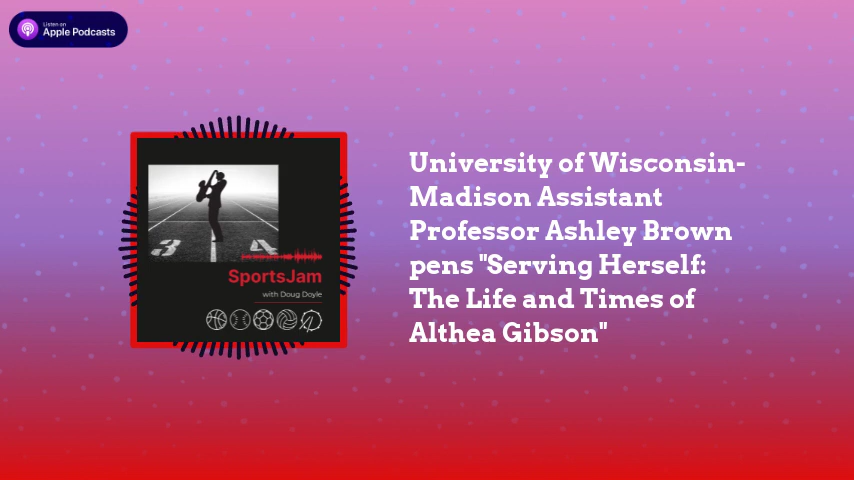 Listen on
Apple Podcasts
3 4
SportsJam
with Doug Doyle
University of Wisconsin-
Madison Assistant
Professor Ashley Brown
pens "Serving Herself:
The Life and Times of
Althea Gibson"